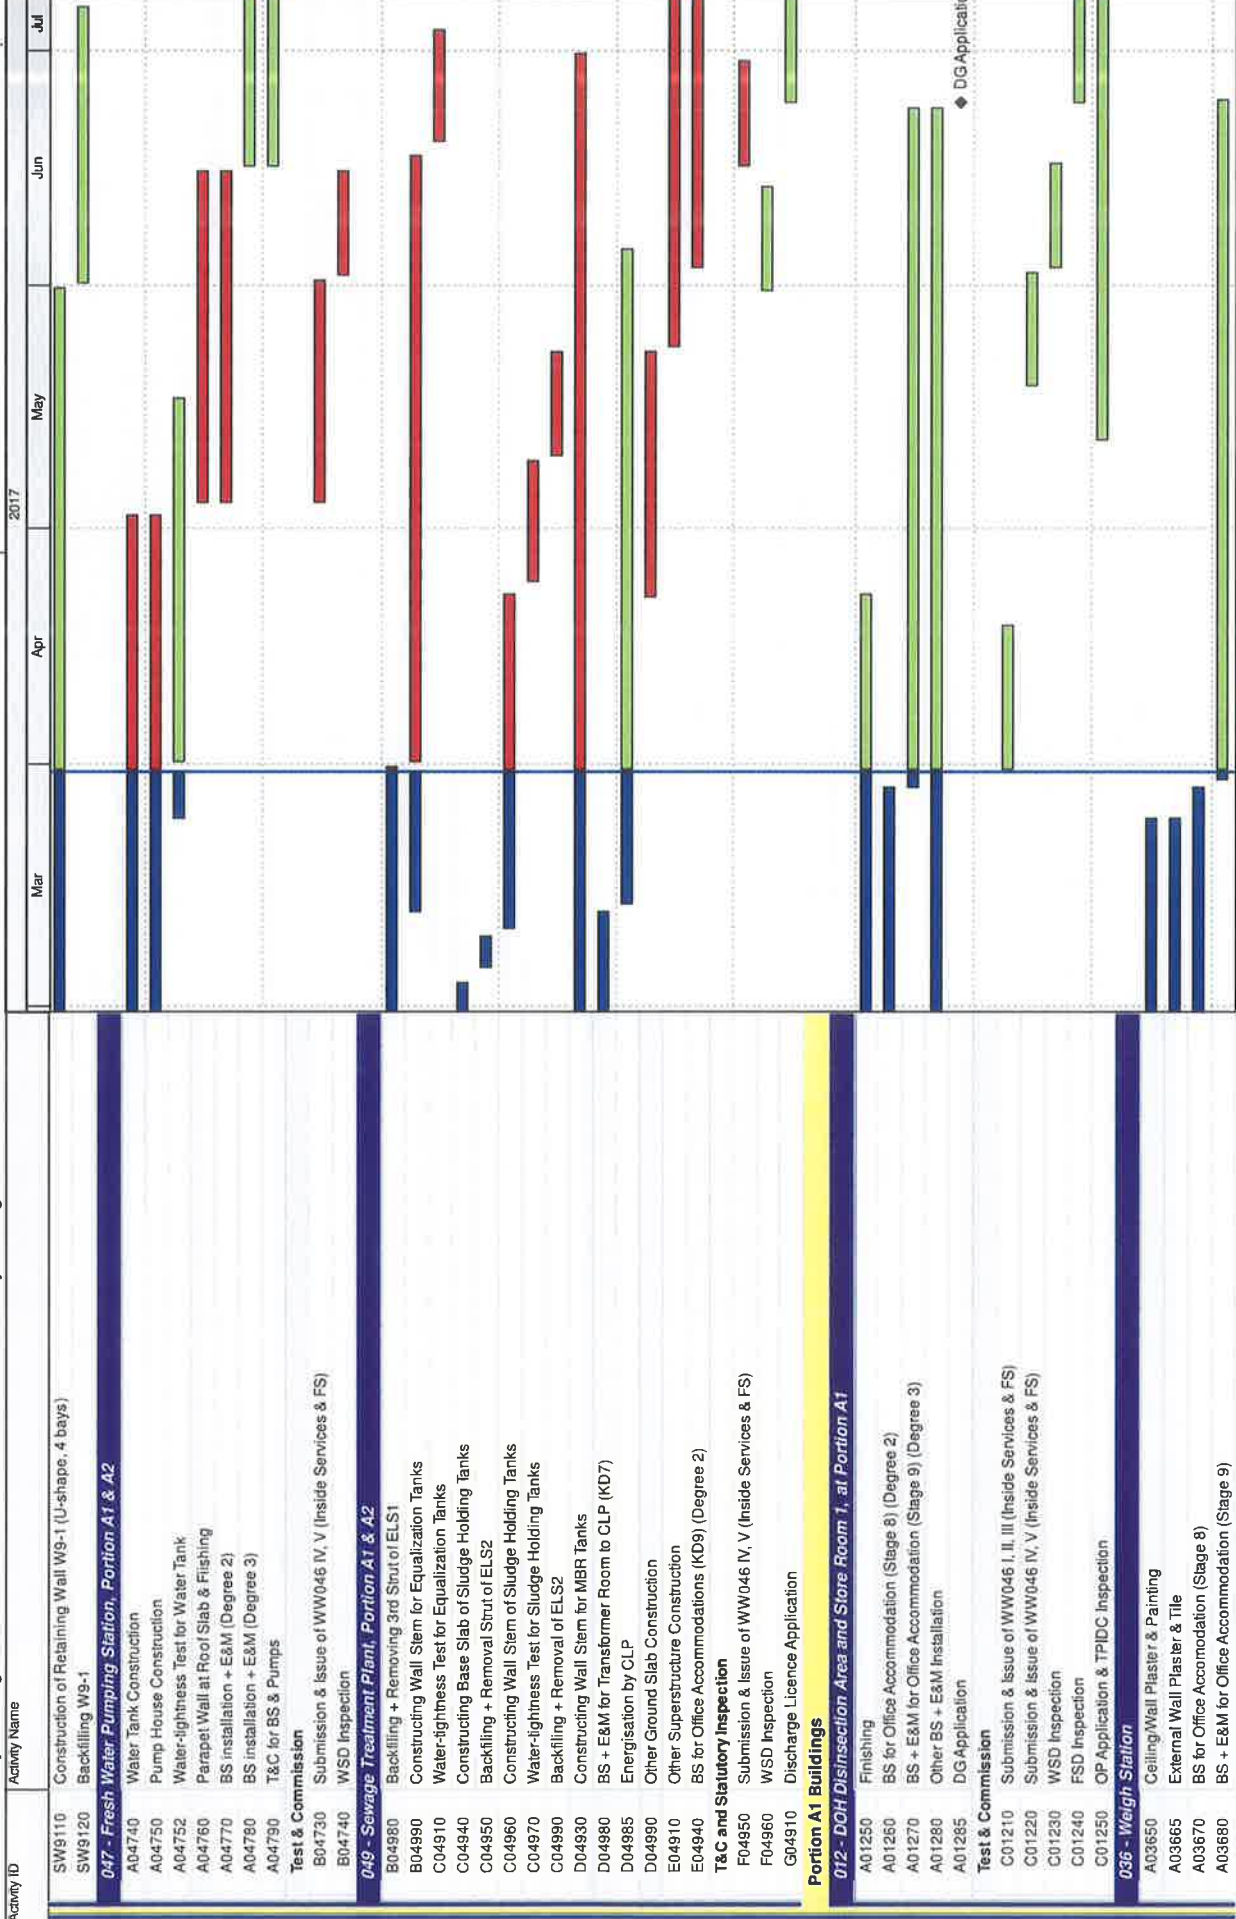 Activity ID Activity Name 2017
Mar Apr May Jun Jul
SW9110 Construction of Retaining Wall W9-1 (U-shape, 4 bays)
SW9120 Backfilling W9-1
047 - Fresh Water Pumping Station, Portion A1 & A2
A04740 Water Tank Construction
A04750 Pump House Construction
A04752 Water-tightness Test for Water Tank
A04760 Parapet Wall at Roof Slab & Flishing
A04770 BS installation + E&M (Degree 2)
A04780 BS installation + E&M (Degree 3)
A04790 T&C for BS & Pumps
Test & Commission
B04730 Submission & Issue of WW046 IV, V (Inside Services & FS)
B04740 WSD Inspection
049 - Sewage Treatment Plant, Portion A1 & A2
B04980 Backfilling + Removing 3rd Strut of ELS1
B04990 Constructing Wall Stem for Equalization Tanks
C04910 Water-tightness Test for Equalization Tanks
C04940 Constructing Base Slab of Sludge Holding Tanks
C04950 Backfiling + Removal Strut of ELS2
C04960 Constructing Wall Stem of Sludge Holding Tanks
C04970 Water-tightness Test for Sludge Holding Tanks
C04990 Backfiling + Removal of ELS2
D04930 Constructing Wall Stem for MBR Tanks
D04980 BS + E&M for Transformer Room to CLP (KD7)
D04985 Energisation by CLP
D04990 Other Ground Slab Construction
E04910 Other Superstructure Construction
E04940 BS for Office Accommodations (KD9) (Degree 2)
T&C and Statutory Inspection
F04950 Submission & Issue of WW046 IV, V (Inside Services & FS)
F04960 WSD Inspection
G04910 Discharge Licence Application
Portion A1 Buildings
012 - DOH Disinsection Area and Store Room 1, at Portion A1
A01250 Finishing
A01260 BS for Office Accommodation (Stage 8) (Degree 2)
A01270 BS + E&M for Office Accommodation (Stage 9) (Degree 3)
A01280 Other BS + E&M Installation
A01285 DG Application ◆ DG Applicatic
Test & Commission
C01210 Submission & Issue of WW046 I, II, III (Inside Services & FS)
C01220 Submission & Issue of WW046 IV, V (Inside Services & FS)
C01230 WSD Inspection
C01240 FSD Inspection
C01250 OP Application & TPIDC Inspection
036 - Weigh Station
A03650 Ceiling/Wall Plaster & Painting
A03665 External Wall Plaster & Tile
A03670 BS for Office Accomodation (Stage 8)
A03680 BS + E&M for Office Accommodation (Stage 9)